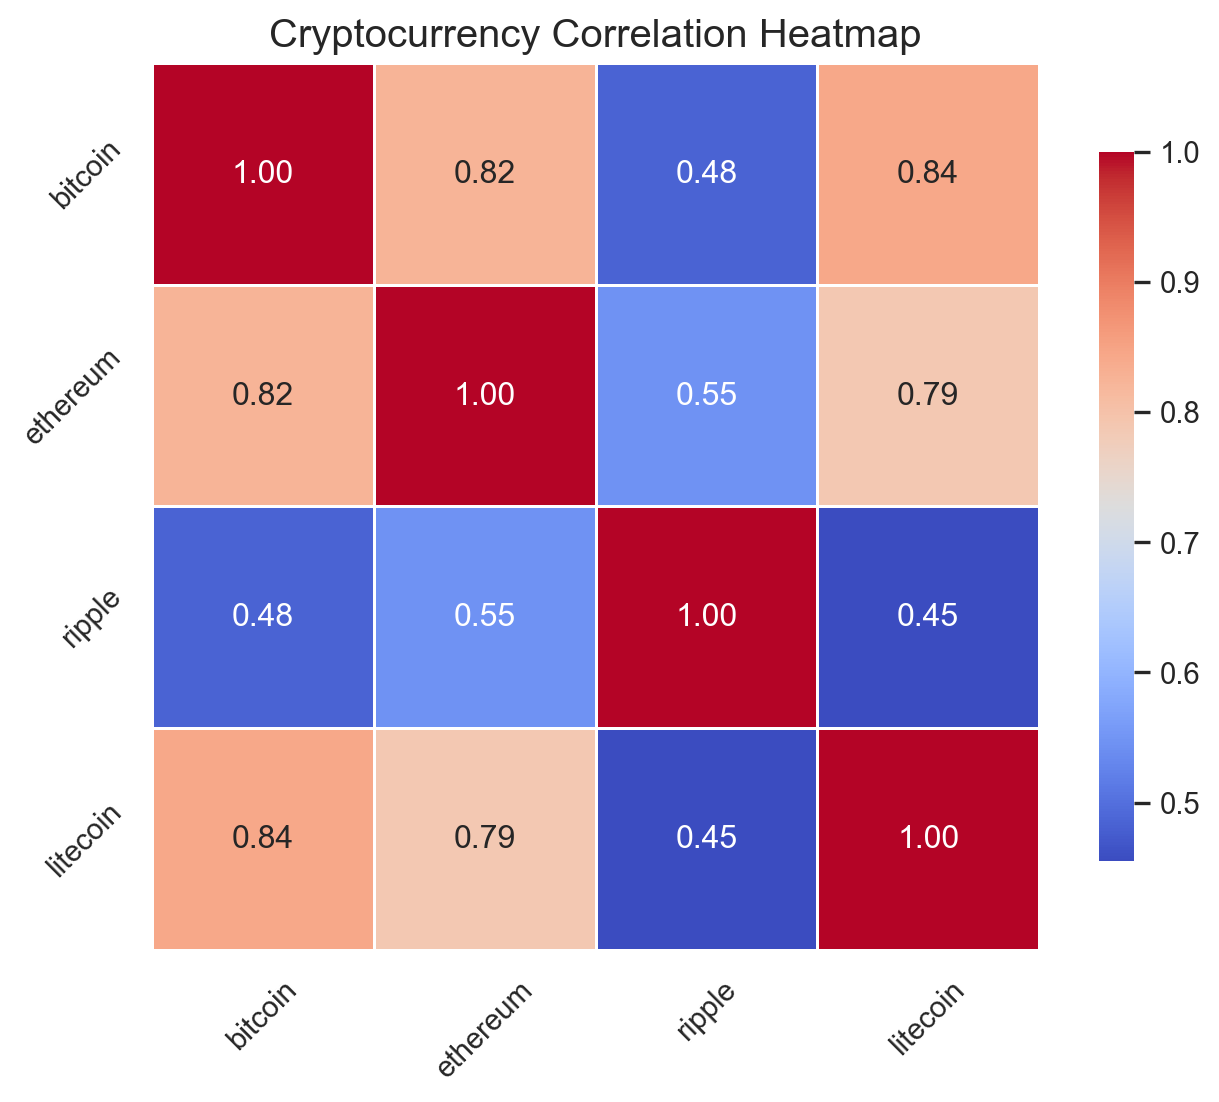 Cryptocurrency Correlation Heatmap
bitcoin 1.00 0.82 0.48 0.84
ethereum 0.82 1.00 0.55 0.79
ripple 0.48 0.55 1.00 0.45
litecoin 0.84 0.79 0.45 1.00
bitcoin ethereum ripple litecoin
1.0
0.9
0.8
0.7
0.6
0.5